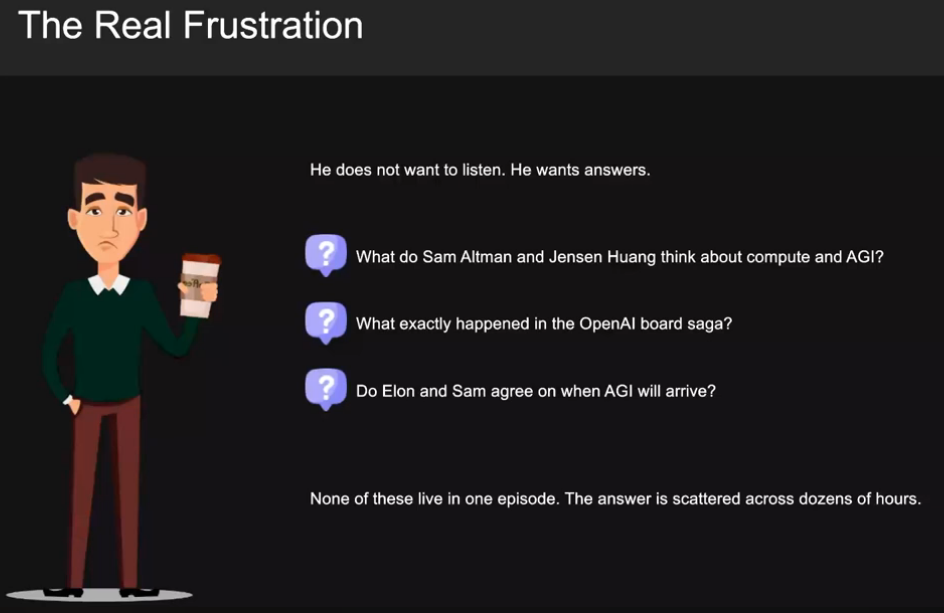 The Real Frustration
He does not want to listen. He wants answers.
? What do Sam Altman and Jensen Huang think about compute and AGI?
? What exactly happened in the OpenAI board saga?
? Do Elon and Sam agree on when AGI will arrive?
None of these live in one episode. The answer is scattered across dozens of hours.